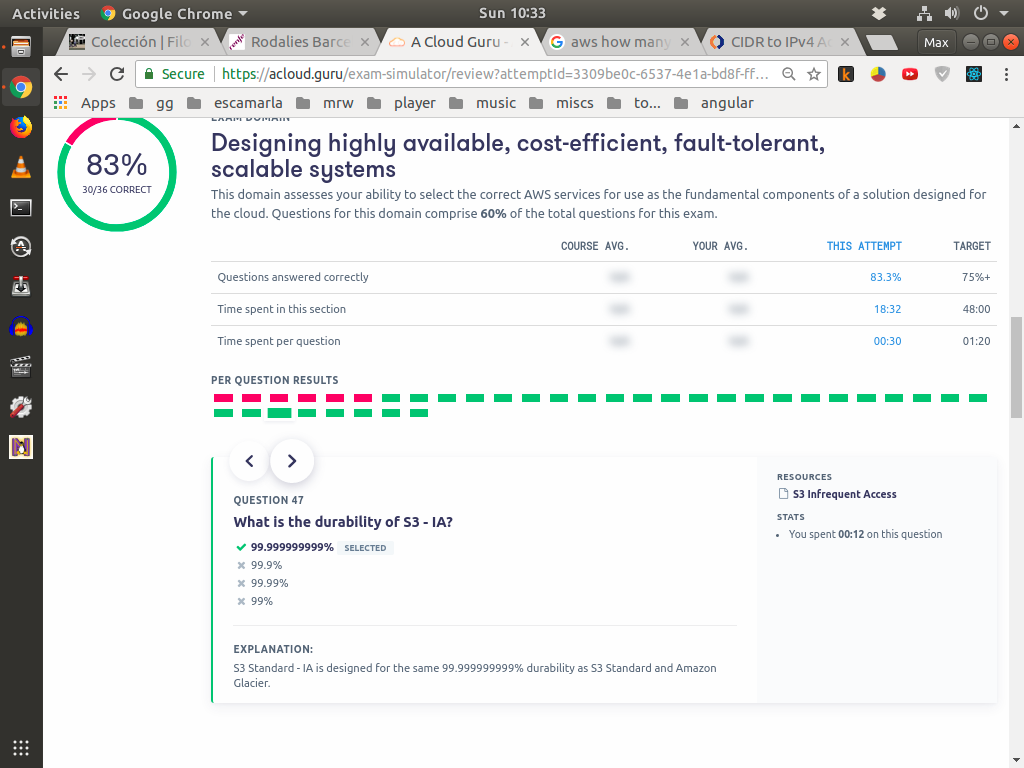 Activities Google Chrome Sun 10:33
Colección | Filo Rodalies Barce A Cloud Guru - aws how many CIDR to IPv4 A Max
Secure https://acloud.guru/exam-simulator/review?attemptId=3309be0c-6537-4e1a-bd8f-ff...
Apps gg escamarla mrw player music miscs to... angular
EXAM DOMAIN
83%
30/36 CORRECT
Designing highly available, cost-efficient, fault-tolerant,
scalable systems
This domain assesses your ability to select the correct AWS services for use as the fundamental components of a solution designed for
the cloud. Questions for this domain comprise 60% of the total questions for this exam.
COURSE AVG. YOUR AVG. THIS ATTEMPT TARGET
Questions answered correctly 83.3% 75%+
Time spent in this section 18:32 48:00
Time spent per question 00:30 01:20
PER QUESTION RESULTS
QUESTION 47
What is the durability of S3 - IA?
99.999999999% SELECTED
99.9%
99.99%
99%
EXPLANATION:
S3 Standard - IA is designed for the same 99.999999999% durability as S3 Standard and Amazon
Glacier.
RESOURCES
S3 Infrequent Access
STATS
• You spent 00:12 on this question